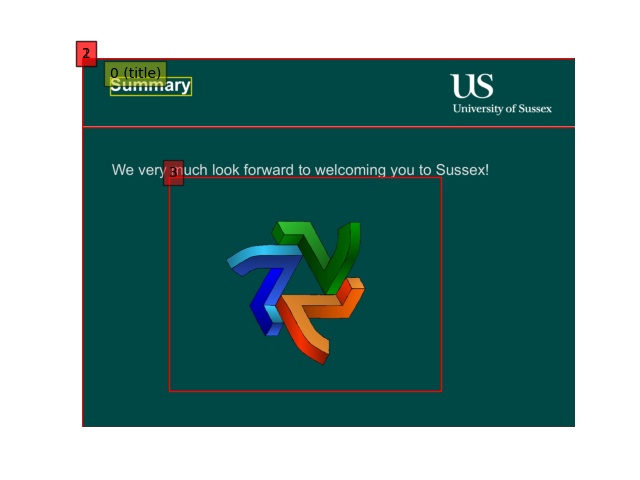 2
0 (title)
Summary
US
University of Sussex
We very much look forward to welcoming you to Sussex!
3